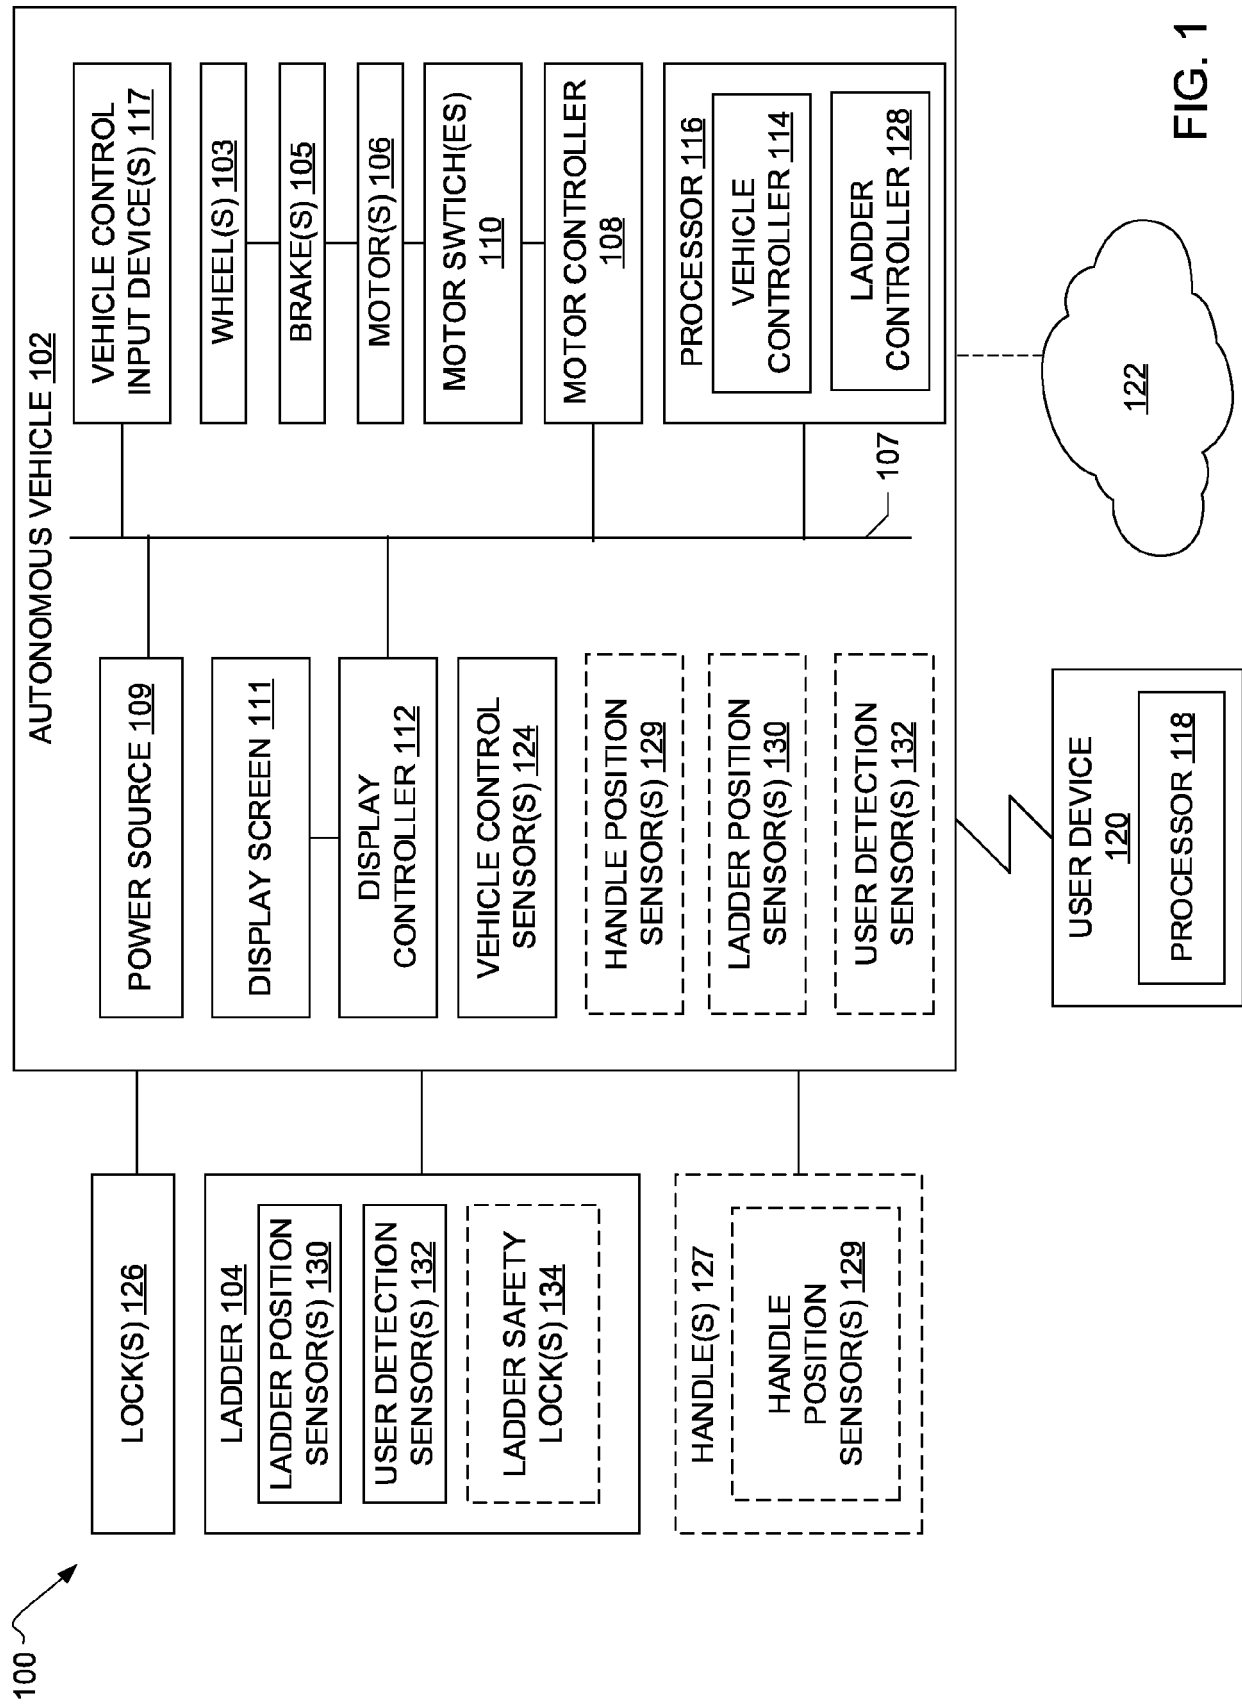 100
AUTONOMOUS VEHICLE 102
LOCK(S) 126
LADDER 104
LADDER POSITION
SENSOR(S) 130
USER DETECTION
SENSOR(S) 132
LADDER SAFETY
LOCK(S) 134
HANDLE(S) 127
HANDLE
POSITION
SENSOR(S) 129
POWER SOURCE 109
DISPLAY SCREEN 111
DISPLAY
CONTROLLER 112
VEHICLE CONTROL
SENSOR(S) 124
HANDLE POSITION
SENSOR(S) 129
LADDER POSITION
SENSOR(S) 130
USER DETECTION
SENSOR(S) 132
VEHICLE CONTROL
INPUT DEVICE(S) 117
WHEEL(S) 103
BRAKE(S) 105
MOTOR(S) 106
MOTOR SWTICH(ES)
110
MOTOR CONTROLLER
108
PROCESSOR 116
VEHICLE
CONTROLLER 114
LADDER
CONTROLLER 128
107
USER DEVICE
120
PROCESSOR 118
122
FIG. 1